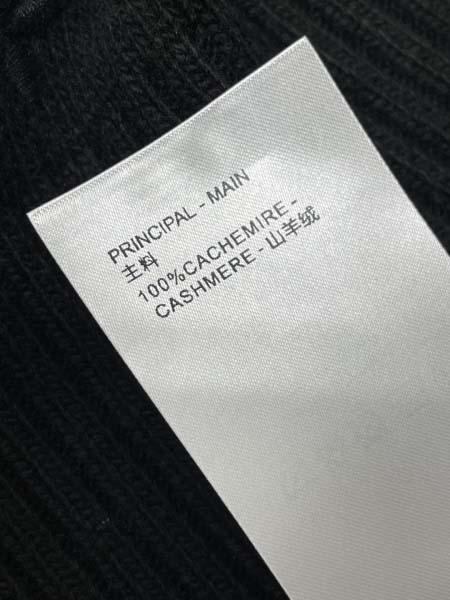 PRINCIPAL - MAIN
主料
100%CACHEMIRE -
CASHMERE - 山羊绒